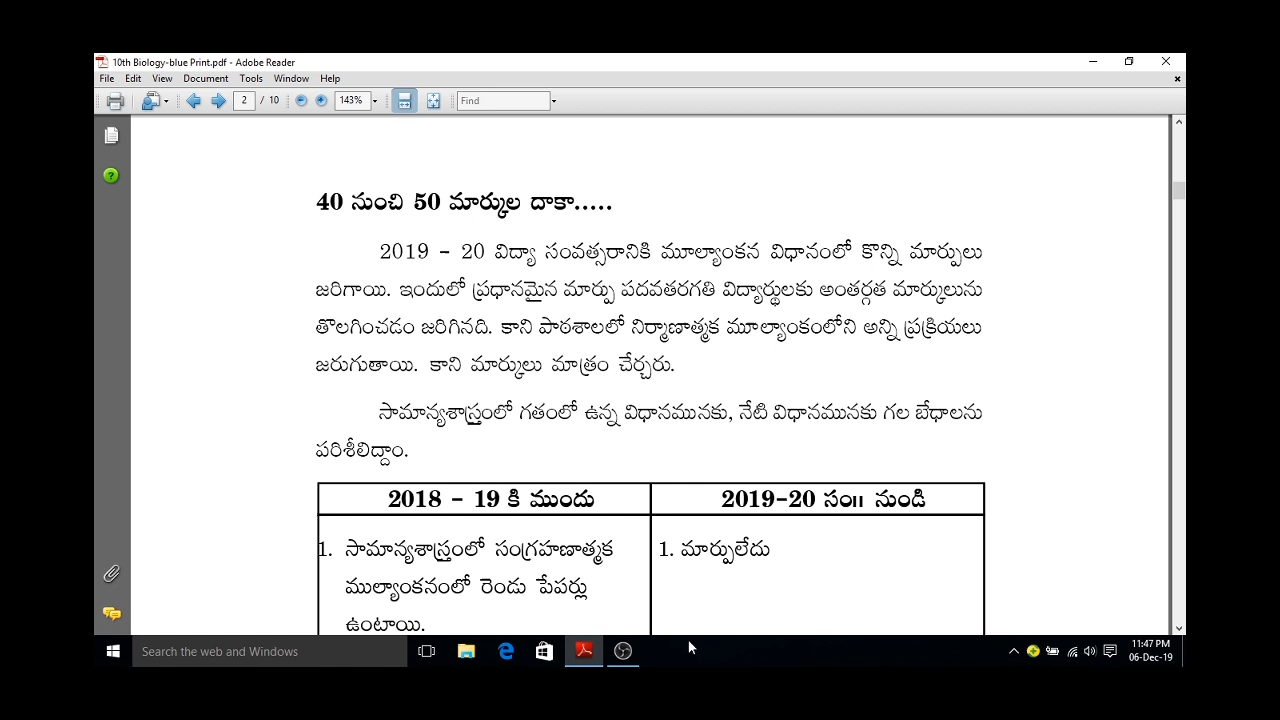 10th Biology-blue Print.pdf - Adobe Reader
File Edit View Document Tools Window Help
2 / 10 143% Find
40 నుంచి 50 మార్కుల దాకా.....
2019 - 20 విద్యా సంవత్సరానికి మూల్యాంకన విధానంలో కొన్ని మార్పులు
జరిగాయి. ఇందులో ప్రధానమైన మార్పు పదవతరగతి విద్యార్థులకు అంతర్గత మార్కులును
తొలగించడం జరిగినది. కాని పాఠశాలలో నిర్మాణాత్మక మూల్యాంకంలోని అన్ని ప్రక్రియలు
జరుగుతాయి. కాని మార్కులు మాత్రం చేర్చరు.
సామాన్యశాస్త్రంలో గతంలో ఉన్న విధానమునకు, నేటి విధానమునకు గల బేధాలను
పరిశీలిద్దాం.
2018 - 19 కి ముందు 2019-20 సం॥ నుండి
1. సామాన్యశాస్త్రంలో సంగ్రహణాత్మక 1. మార్పులేదు
ముల్యాంకనంలో రెండు పేపర్లు
ఉంటాయి.
Search the web and Windows
11:47 PM
06-Dec-19